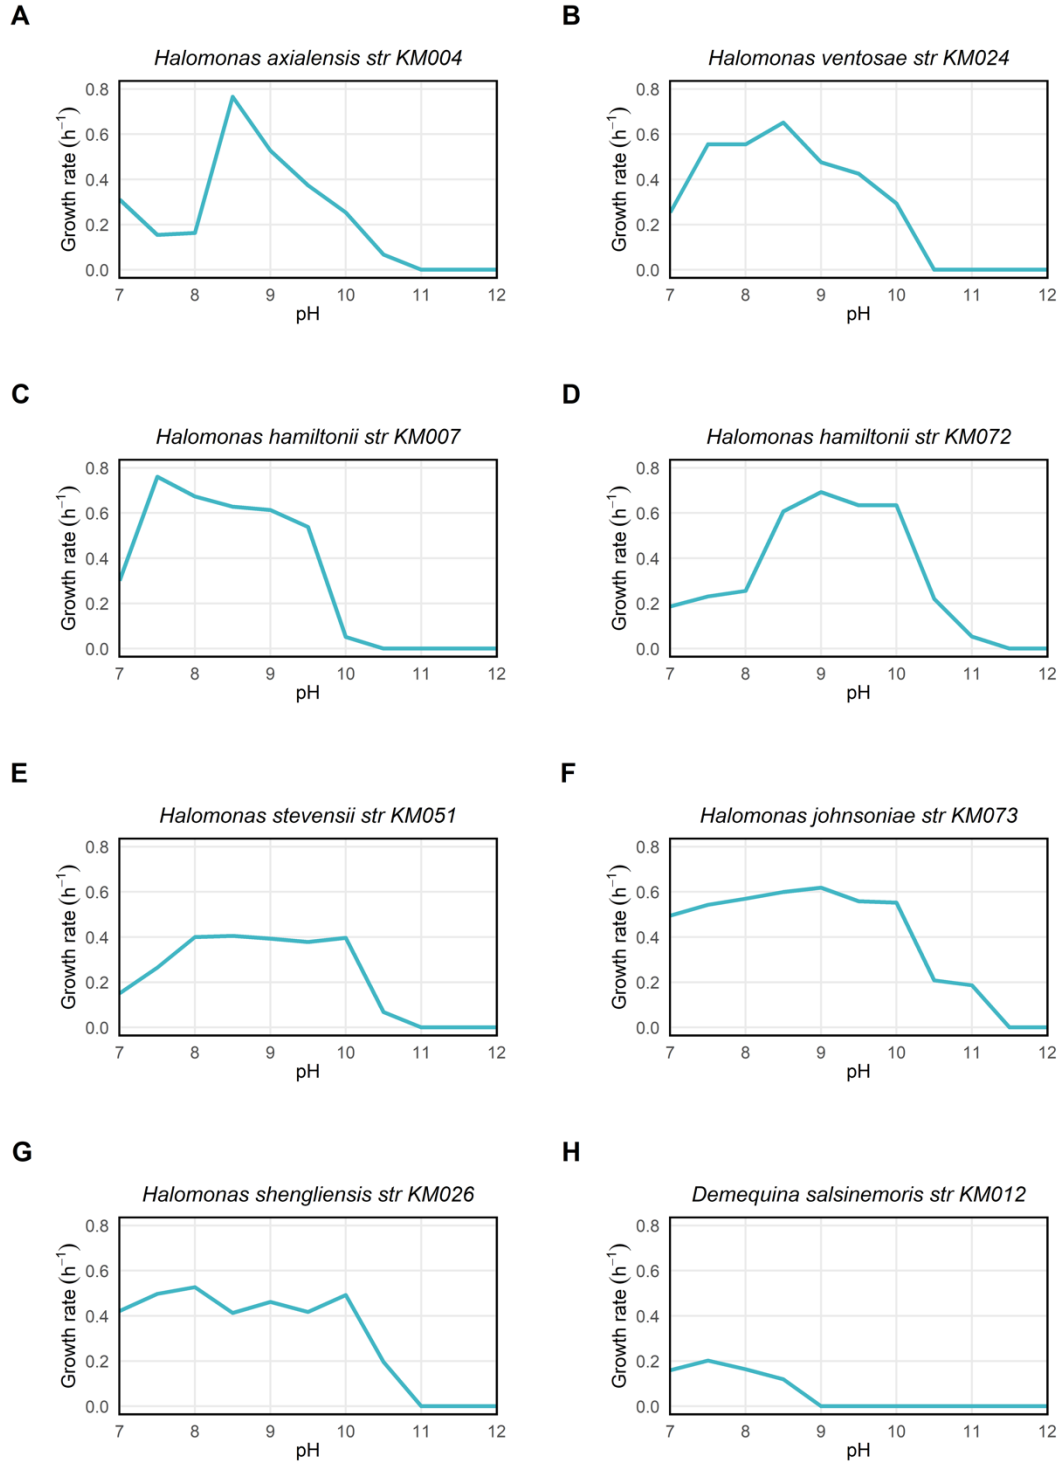 A
Halomonas axialensis str KM004
0.8
0.6
0.4
0.2
0.0
Growth rate (h⁻¹)
7 8 9 10 11 12
pH
B
Halomonas ventosae str KM024
0.8
0.6
0.4
0.2
0.0
Growth rate (h⁻¹)
7 8 9 10 11 12
pH
C
Halomonas hamiltonii str KM007
0.8
0.6
0.4
0.2
0.0
Growth rate (h⁻¹)
7 8 9 10 11 12
pH
D
Halomonas hamiltonii str KM072
0.8
0.6
0.4
0.2
0.0
Growth rate (h⁻¹)
7 8 9 10 11 12
pH
E
Halomonas stevensii str KM051
0.8
0.6
0.4
0.2
0.0
Growth rate (h⁻¹)
7 8 9 10 11 12
pH
F
Halomonas johnsoniae str KM073
0.8
0.6
0.4
0.2
0.0
Growth rate (h⁻¹)
7 8 9 10 11 12
pH
G
Halomonas shengliensis str KM026
0.8
0.6
0.4
0.2
0.0
Growth rate (h⁻¹)
7 8 9 10 11 12
pH
H
Demequina salsinemoris str KM012
0.8
0.6
0.4
0.2
0.0
Growth rate (h⁻¹)
7 8 9 10 11 12
pH